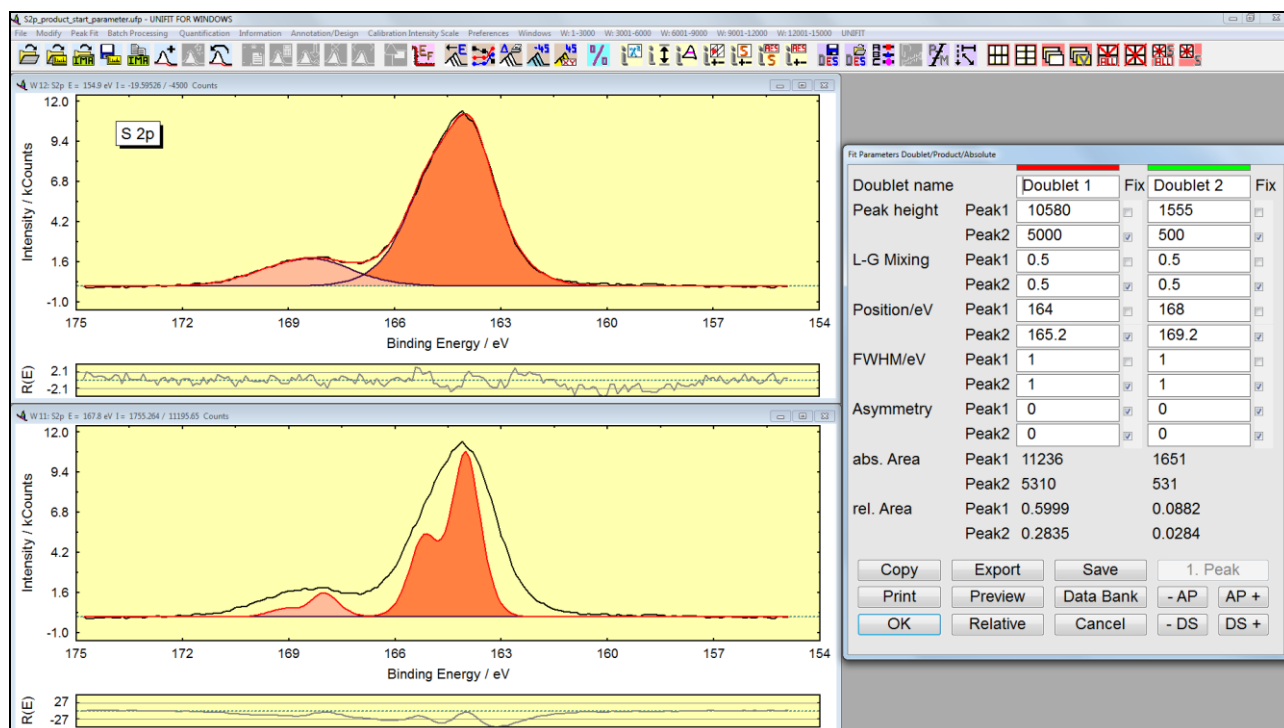 S2p_product_start_parameter.ufp - UNIFIT FOR WINDOWS
File Modify Peak Fit Batch Processing Quantification Information Annotation/Design Calibration Intensity Scale Preferences Windows W: 1-3000 W: 3001-6000 W: 6001-9000 W: 9001-12000 W: 12001-15000 UNIFIT
W 12: S2p E = 154.9 eV I = -19.59526 / -4500 Counts
S 2p
Intensity / kCounts
12.0
9.4
6.8
4.2
1.6
-1.0
175 172 169 166 163 160 157 154
Binding Energy / eV
R(E)
2.1
-2.1
W 11: S2p E = 167.8 eV I = 1755.264 / 11195.65 Counts
Intensity / kCounts
12.0
9.4
6.8
4.2
1.6
-1.0
175 172 169 166 163 160 157 154
Binding Energy / eV
R(E)
27
-27
Fit Parameters Doublet/Product/Absolute
Doublet name Doublet 1 Fix Doublet 2 Fix
Peak height Peak1 10580 1555
Peak2 5000 500
L-G Mixing Peak1 0.5 0.5
Peak2 0.5 0.5
Position/eV Peak1 164 168
Peak2 165.2 169.2
FWHM/eV Peak1 1 1
Peak2 1 1
Asymmetry Peak1 0 0
Peak2 0 0
abs. Area Peak1 11236 1651
Peak2 5310 531
rel. Area Peak1 0.5999 0.0882
Peak2 0.2835 0.0284
Copy Export Save 1. Peak
Print Preview Data Bank - AP AP +
OK Relative Cancel - DS DS +